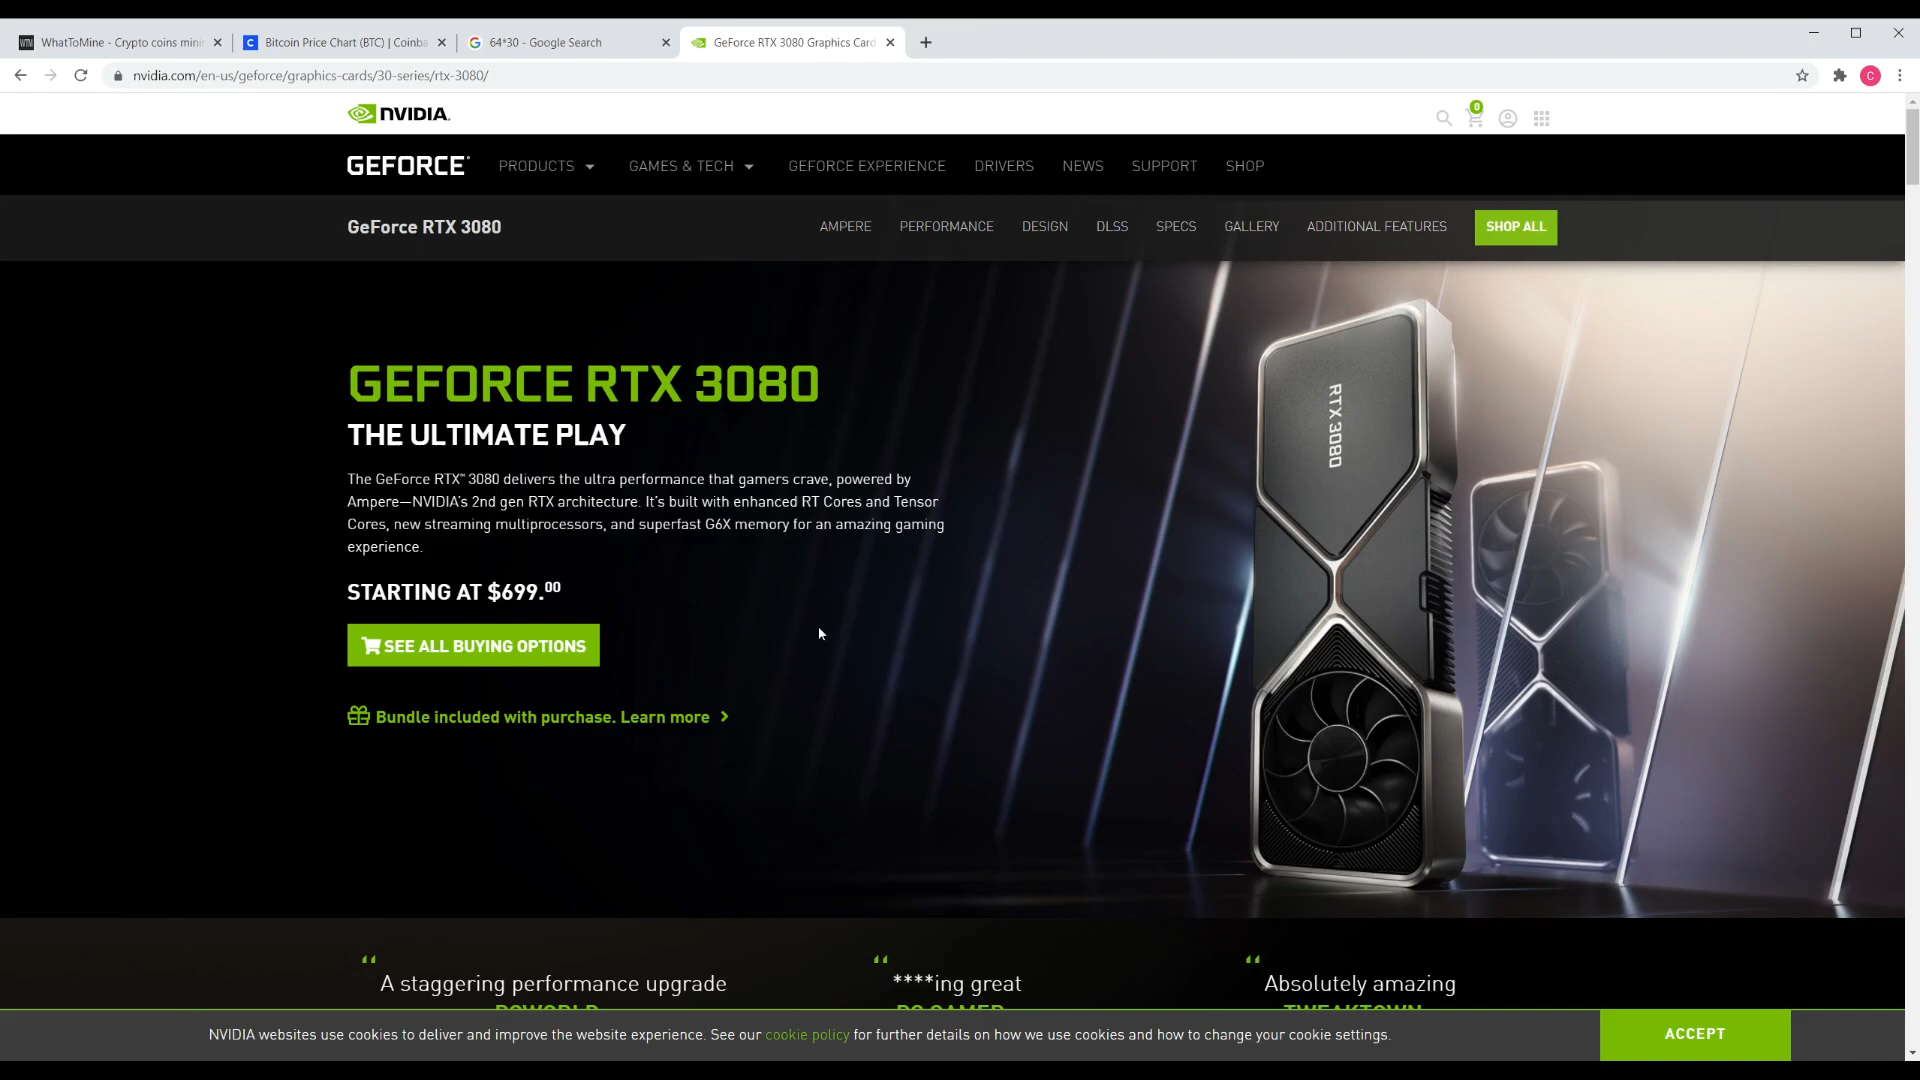 WTM WhatToMine - Crypto coins mini
C Bitcoin Price Chart (BTC) | Coinba
64*30 - Google Search
GeForce RTX 3080 Graphics Card
nvidia.com/en-us/geforce/graphics-cards/30-series/rtx-3080/
C
NVIDIA.
0
GEFORCE PRODUCTS GAMES & TECH GEFORCE EXPERIENCE DRIVERS NEWS SUPPORT SHOP
GeForce RTX 3080 AMPERE PERFORMANCE DESIGN DLSS SPECS GALLERY ADDITIONAL FEATURES SHOP ALL
GEFORCE RTX 3080
THE ULTIMATE PLAY
The GeForce RTX™ 3080 delivers the ultra performance that gamers crave, powered by
Ampere—NVIDIA's 2nd gen RTX architecture. It's built with enhanced RT Cores and Tensor
Cores, new streaming multiprocessors, and superfast G6X memory for an amazing gaming
experience.
STARTING AT $699.00
SEE ALL BUYING OPTIONS
Bundle included with purchase. Learn more >
RTX 3080
“ A staggering performance upgrade
PCWORLD
“ ****ing great
PC GAMER
“ Absolutely amazing
TWEAKTOWN
NVIDIA websites use cookies to deliver and improve the website experience. See our cookie policy for further details on how we use cookies and how to change your cookie settings.
ACCEPT